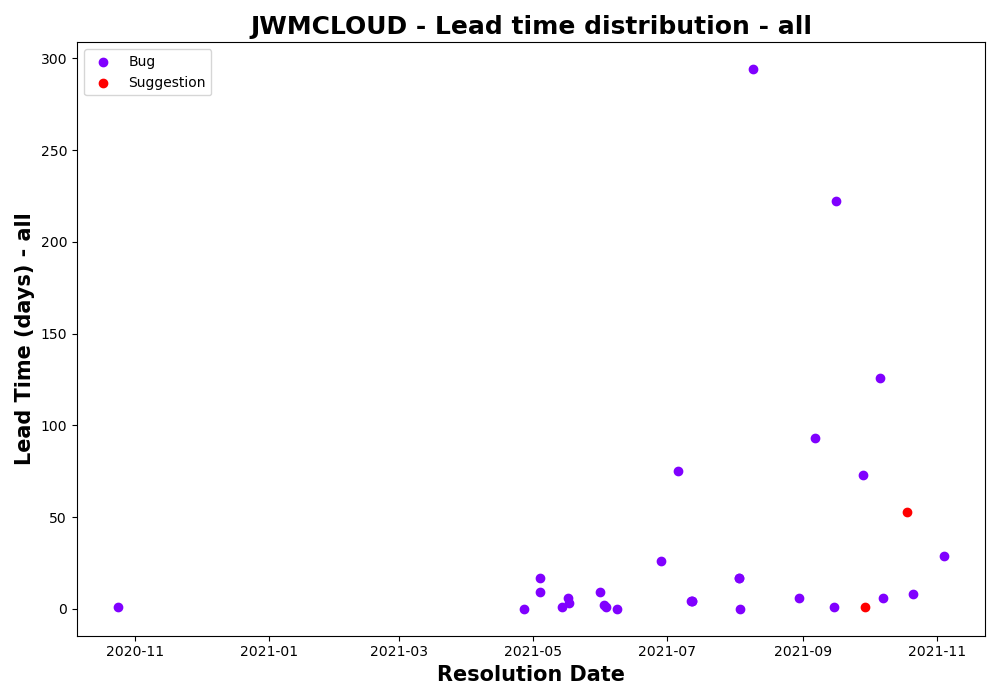 JWMCLOUD - Lead time distribution - all
Bug
Suggestion
Lead Time (days) - all
300
250
200
150
100
50
0
2020-11
2021-01
2021-03
2021-05
2021-07
2021-09
2021-11
Resolution Date